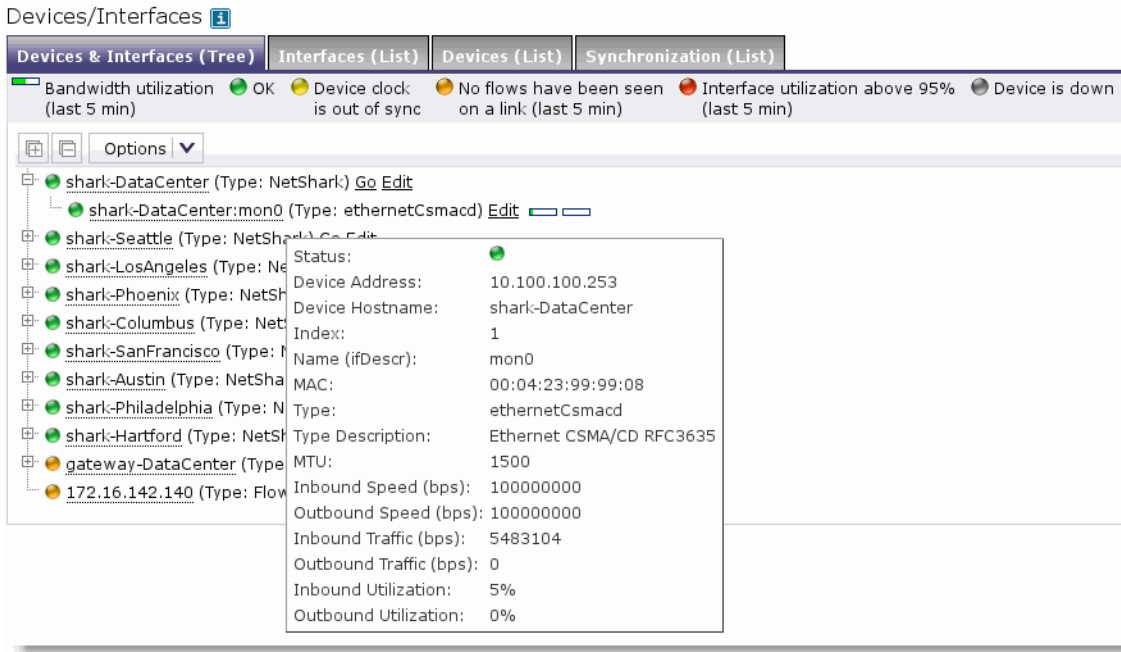 Devices/Interfaces i
Devices & Interfaces (Tree) Interfaces (List) Devices (List) Synchronization (List)
Bandwidth utilization (last 5 min) OK Device clock is out of sync No flows have been seen on a link (last 5 min) Interface utilization above 95% (last 5 min) Device is down
Options
shark-DataCenter (Type: NetShark) Go Edit
shark-DataCenter:mon0 (Type: ethernetCsmacd) Edit
shark-Seattle (Type: NetShark) Go Edit
shark-LosAngeles (Type: Ne
shark-Phoenix (Type: NetSh
shark-Columbus (Type: Net
shark-SanFrancisco (Type: N
shark-Austin (Type: NetSha
shark-Philadelphia (Type: N
shark-Hartford (Type: NetSh
gateway-DataCenter (Type
172.16.142.140 (Type: Flow
Status:
Device Address: 10.100.100.253
Device Hostname: shark-DataCenter
Index: 1
Name (ifDescr): mon0
MAC: 00:04:23:99:99:08
Type: ethernetCsmacd
Type Description: Ethernet CSMA/CD RFC3635
MTU: 1500
Inbound Speed (bps): 100000000
Outbound Speed (bps): 100000000
Inbound Traffic (bps): 5483104
Outbound Traffic (bps): 0
Inbound Utilization: 5%
Outbound Utilization: 0%